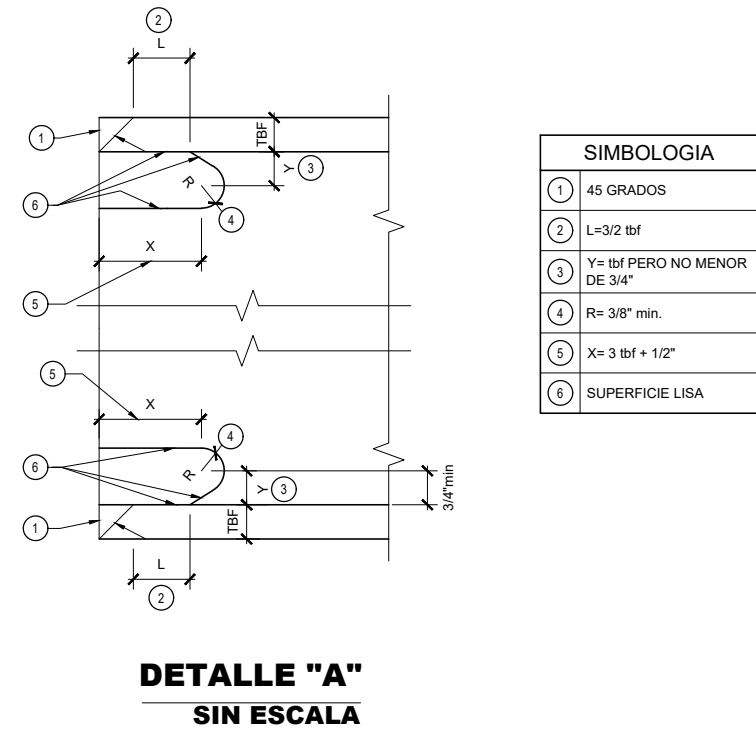 2
L
1
TBF
Y 3
R
6
4
X
5
5
X
4
6
R
Y 3
3/4"min
1
TBF
L
2
SIMBOLOGIA
1 45 GRADOS
2 L=3/2 tbf
3 Y= tbf PERO NO MENOR
DE 3/4"
4 R= 3/8" min.
5 X= 3 tbf + 1/2"
6 SUPERFICIE LISA
DETALLE "A"
SIN ESCALA